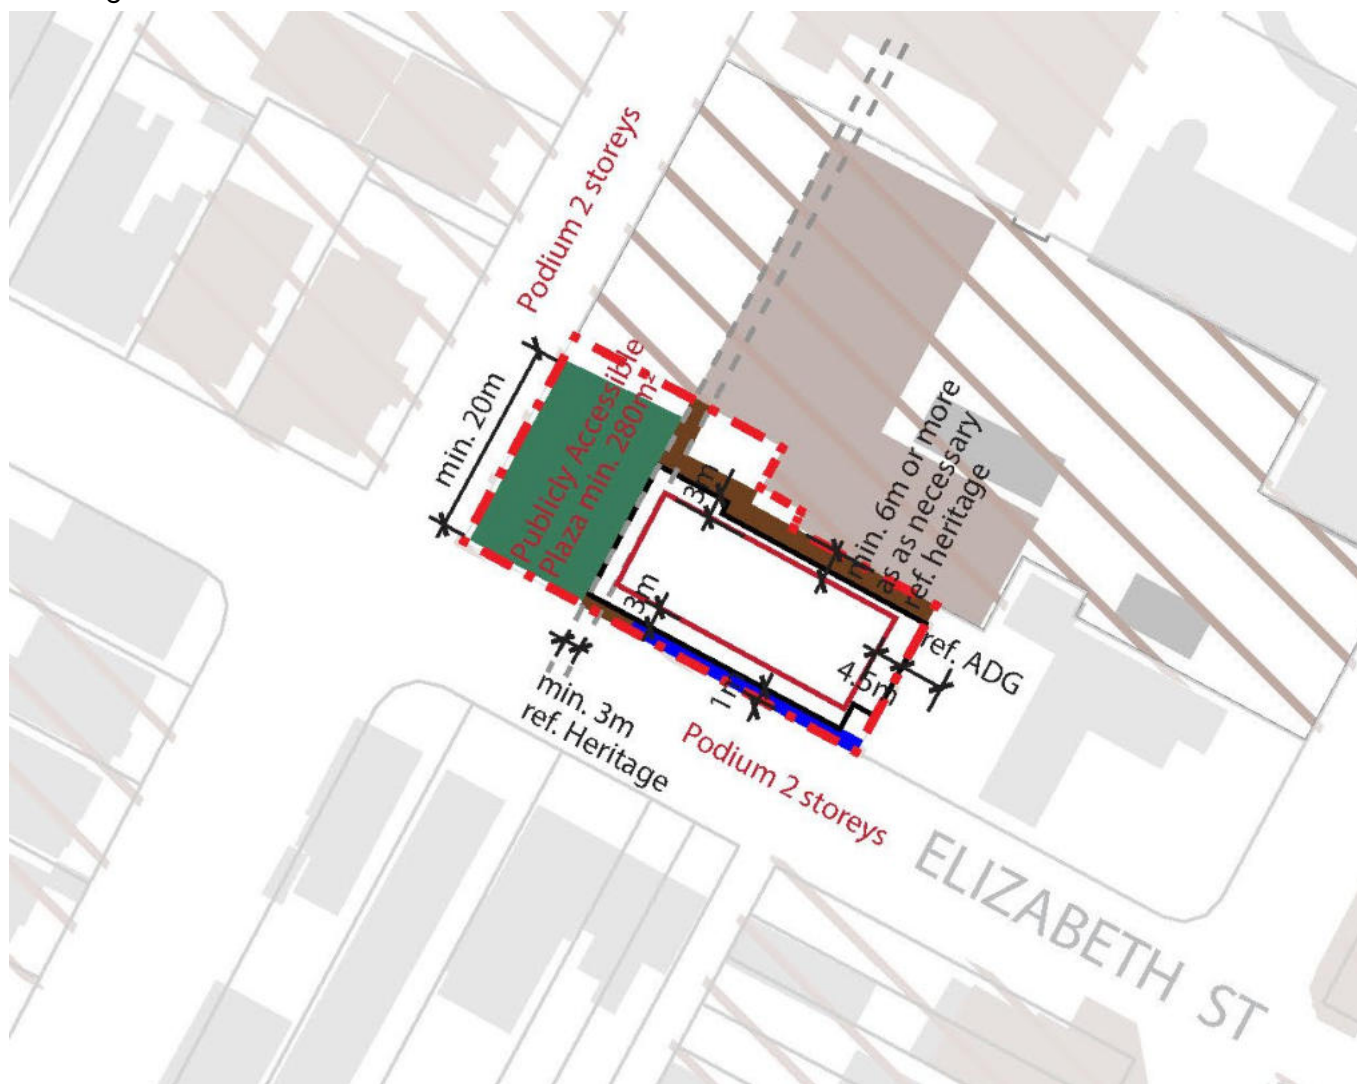 Podium 2 storeys
min. 20m
Publicly Accessible
Plaza min. 280m²
3m
min. 6m or more
as as necessary
ref. heritage
3m
ref. ADG
4.5m
1m
min. 3m
ref. Heritage
Podium 2 storeys
ELIZABETH ST